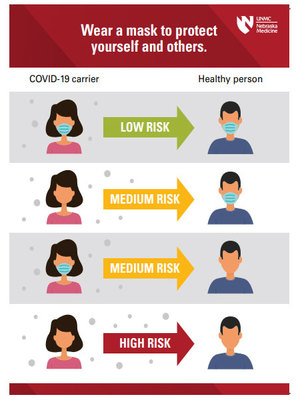 Wear a mask to protect
yourself and others.
UNMC
Nebraska
Medicine
COVID-19 carrier
Healthy person
LOW RISK
MEDIUM RISK
MEDIUM RISK
HIGH RISK